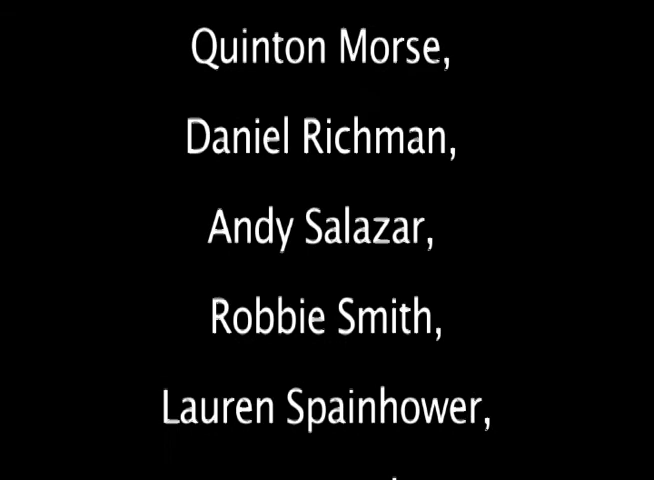 Quinton Morse,
Daniel Richman,
Andy Salazar,
Robbie Smith,
Lauren Spainhower,